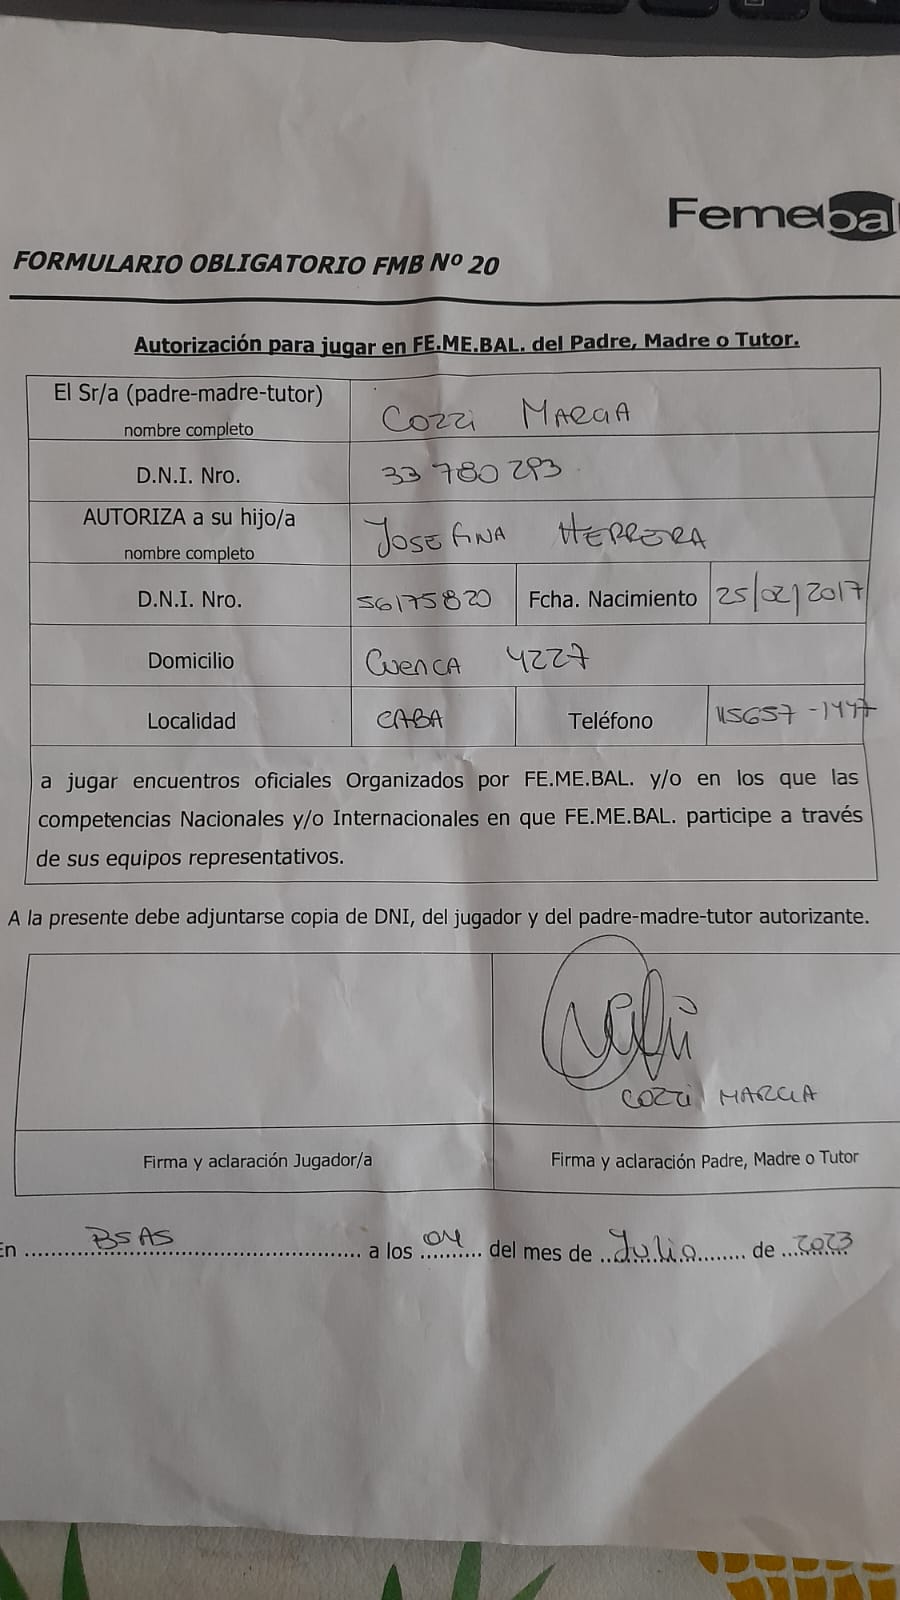 Femebal
FORMULARIO OBLIGATORIO FMB Nº 20
Autorización para jugar en FE.ME.BAL. del Padre, Madre o Tutor.
El Sr/a (padre-madre-tutor) nombre completo COZZI MARCIA
D.N.I. Nro. 33 780 293
AUTORIZA a su hijo/a nombre completo JOSEFINA HERRERA
D.N.I. Nro. 56175820 Fcha. Nacimiento 25/02/2017
Domicilio CUENCA 4227
Localidad CABA Teléfono 115657-1447
a jugar encuentros oficiales Organizados por FE.ME.BAL. y/o en los que las
competencias Nacionales y/o Internacionales en que FE.ME.BAL. participe a través
de sus equipos representativos.
A la presente debe adjuntarse copia de DNI, del jugador y del padre-madre-tutor autorizante.
COZZI MARCIA
Firma y aclaración Jugador/a Firma y aclaración Padre, Madre o Tutor
En BS AS a los 04 del mes de Julio de 2023